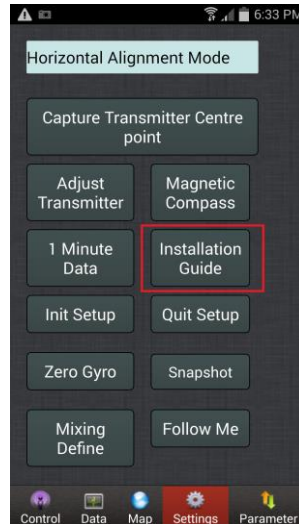 6:33 PM
Horizontal Alignment Mode
Capture Transmitter Centre
point
Adjust
Transmitter
Magnetic
Compass
1 Minute
Data
Installation
Guide
Init Setup
Quit Setup
Zero Gyro
Snapshot
Mixing
Define
Follow Me
Control
Data
Map
Settings
Parameter